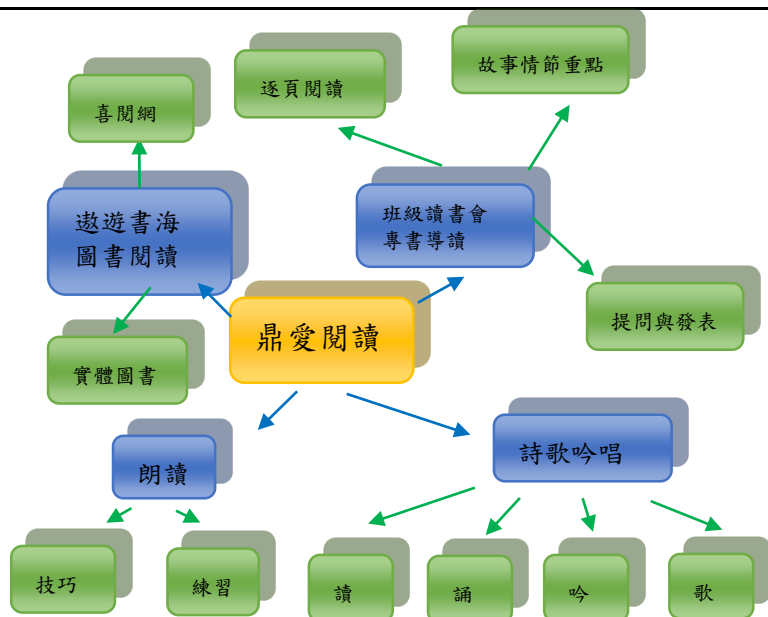 故事情節重點
逐頁閱讀
喜閱網
遨遊書海
圖書閱讀
班級讀書會
專書導讀
提問與發表
鼎愛閱讀
實體圖書
朗讀
詩歌吟唱
技巧
練習
讀
誦
吟
歌